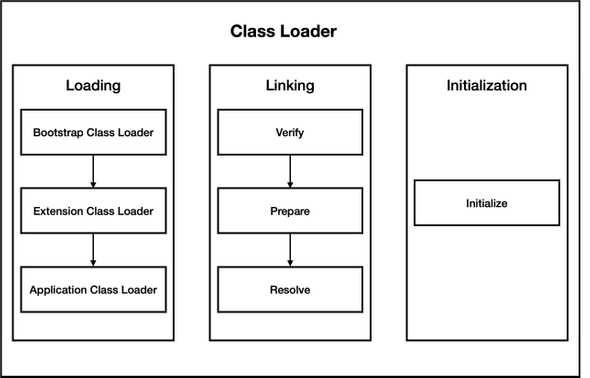 Class Loader
Loading
Bootstrap Class Loader
Extension Class Loader
Application Class Loader
Linking
Verify
Prepare
Resolve
Initialization
Initialize